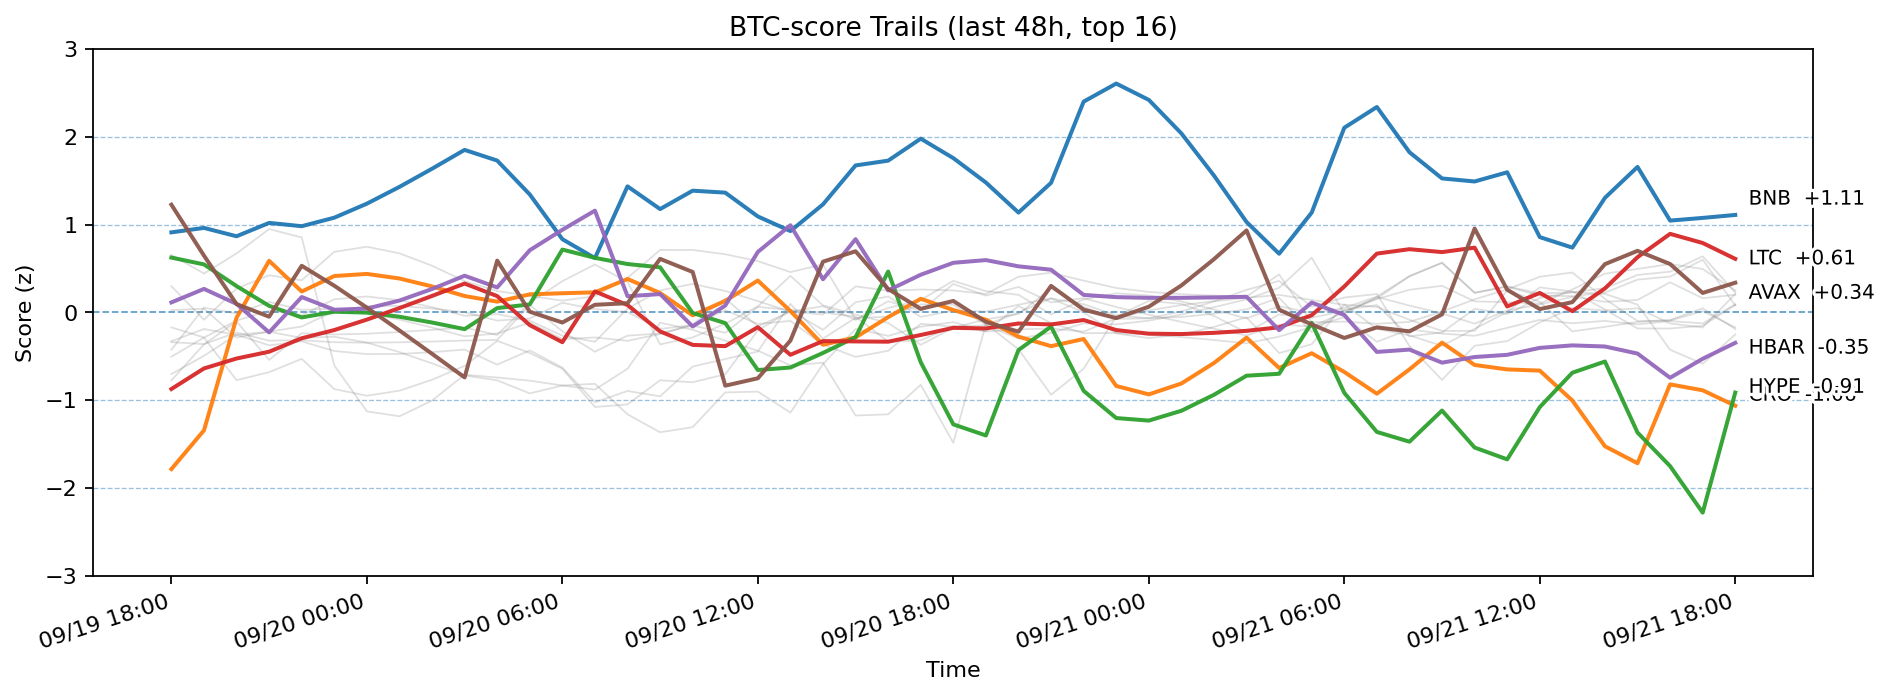 BTC-score Trails (last 48h, top 16)
3
2
1
0
−1
−2
−3
Score (z)
BNB +1.11
LTC +0.61
AVAX +0.34
HBAR -0.35
HYPE -0.91
09/19 18:00
09/20 00:00
09/20 06:00
09/20 12:00
09/20 18:00
09/21 00:00
09/21 06:00
09/21 12:00
09/21 18:00
Time